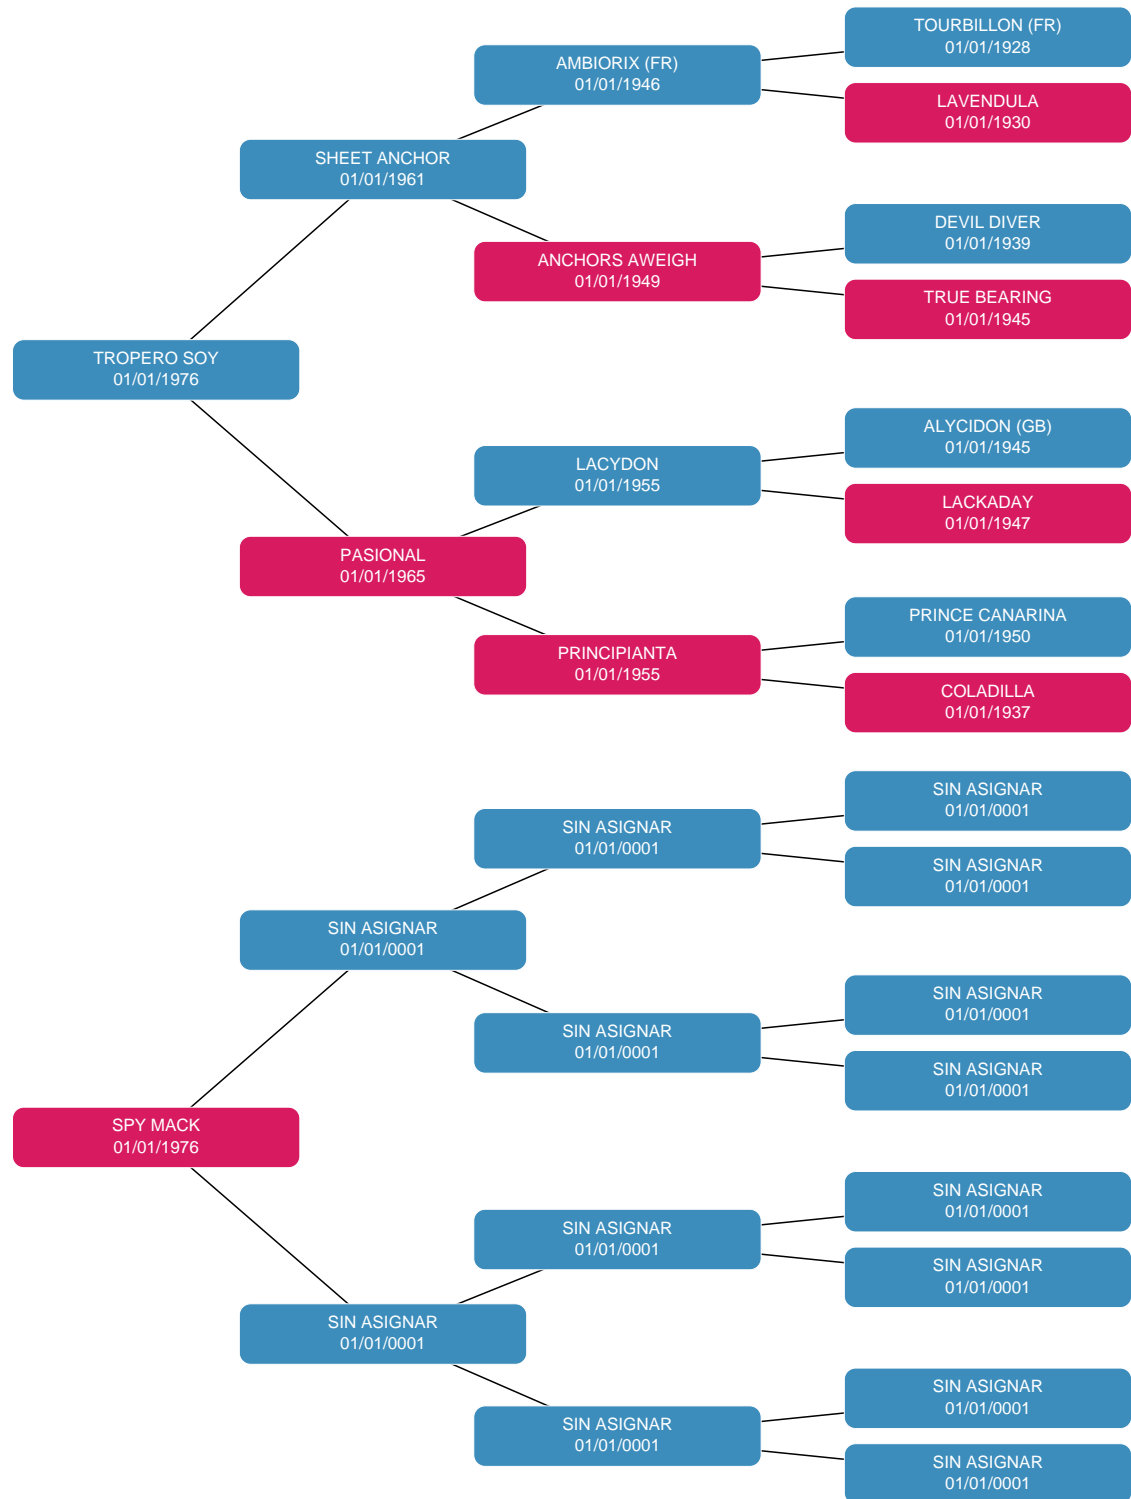 TOURBILLON (FR)
01/01/1928
AMBIORIX (FR)
01/01/1946
LAVENDULA
01/01/1930
SHEET ANCHOR
01/01/1961
DEVIL DIVER
01/01/1939
ANCHORS AWEIGH
01/01/1949
TRUE BEARING
01/01/1945
TROPERO SOY
01/01/1976
ALYCIDON (GB)
01/01/1945
LACYDON
01/01/1955
LACKADAY
01/01/1947
PASIONAL
01/01/1965
PRINCE CANARINA
01/01/1950
PRINCIPIANTA
01/01/1955
COLADILLA
01/01/1937
SIN ASIGNAR
01/01/0001
SIN ASIGNAR
01/01/0001
SIN ASIGNAR
01/01/0001
SIN ASIGNAR
01/01/0001
SIN ASIGNAR
01/01/0001
SIN ASIGNAR
01/01/0001
SIN ASIGNAR
01/01/0001
SPY MACK
01/01/1976
SIN ASIGNAR
01/01/0001
SIN ASIGNAR
01/01/0001
SIN ASIGNAR
01/01/0001
SIN ASIGNAR
01/01/0001
SIN ASIGNAR
01/01/0001
SIN ASIGNAR
01/01/0001
SIN ASIGNAR
01/01/0001